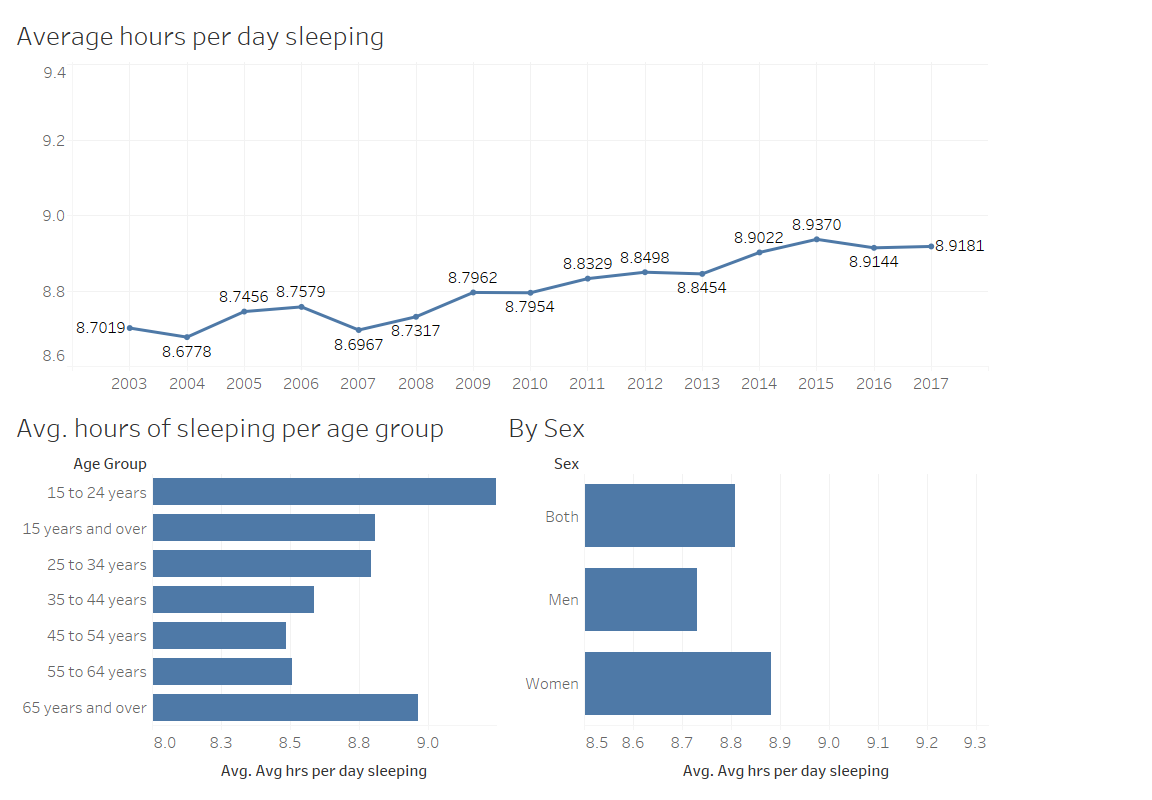 Average hours per day sleeping
9.4
9.2
9.0
8.8
8.6
8.7019
8.6778
8.7456
8.7579
8.6967
8.7317
8.7962
8.7954
8.8329
8.8498
8.8454
8.9022
8.9370
8.9144
8.9181
2003 2004 2005 2006 2007 2008 2009 2010 2011 2012 2013 2014 2015 2016 2017
Avg. hours of sleeping per age group
Age Group
15 to 24 years
15 years and over
25 to 34 years
35 to 44 years
45 to 54 years
55 to 64 years
65 years and over
8.0 8.3 8.5 8.8 9.0
Avg. Avg hrs per day sleeping
By Sex
Sex
Both
Men
Women
8.5 8.6 8.7 8.8 8.9 9.0 9.1 9.2 9.3
Avg. Avg hrs per day sleeping